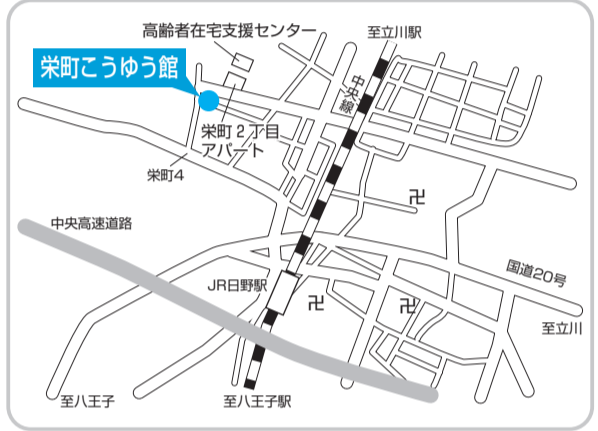 高齢者在宅支援センター
至立川駅
栄町こうゆう館
中央線
栄町2丁目
アパート
栄町4
卍
中央高速道路
国道20号
JR日野駅
卍
卍
至立川
至八王子
至八王子駅